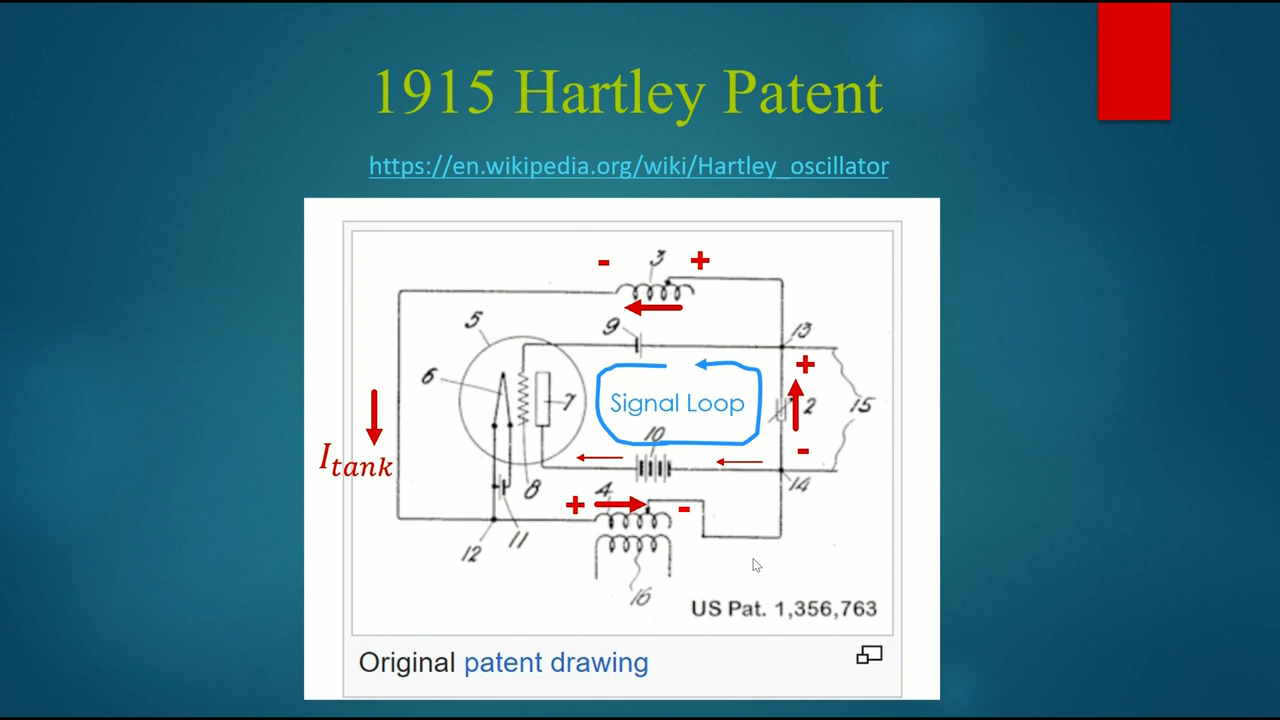 1915 Hartley Patent
https://en.wikipedia.org/wiki/Hartley_oscillator
- 3 +
5 9 13
6 7 + 2 15
Signal Loop
10 -
I_tank
8 14
+ 4 -
12 11
16
US Pat. 1,356,763
Original patent drawing